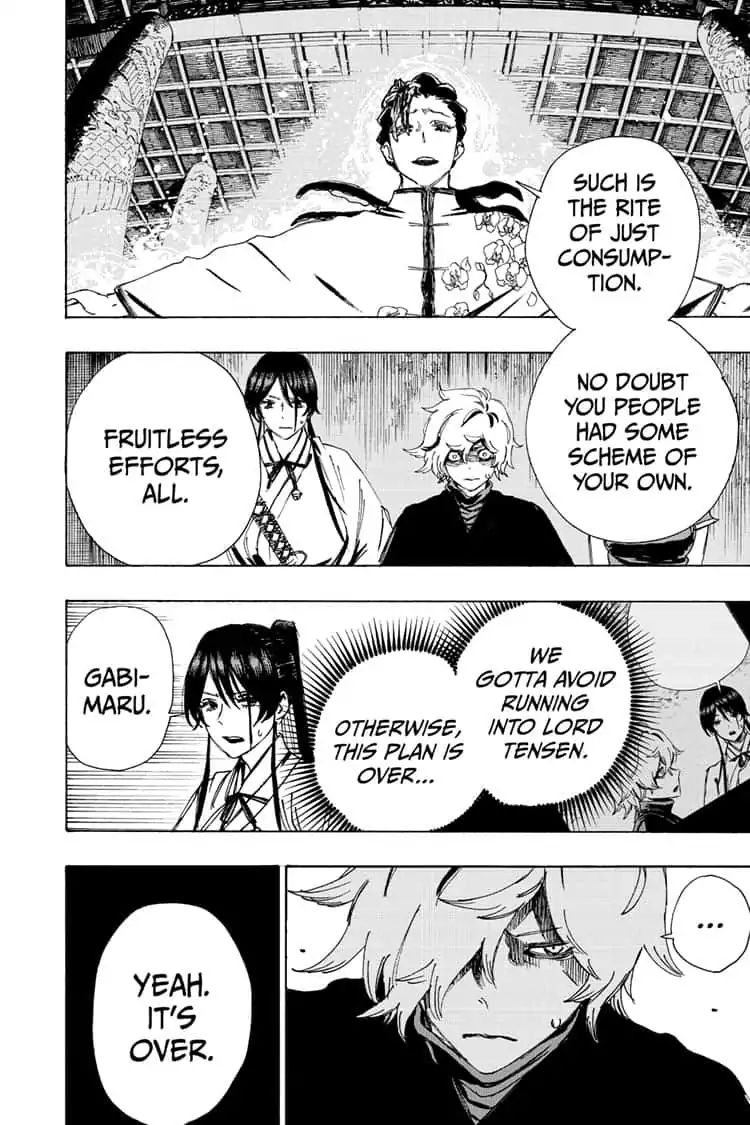 SUCH IS
THE RITE
OF JUST
CONSUMP-
TION.
NO DOUBT
YOU PEOPLE
HAD SOME
SCHEME OF
YOUR OWN.
FRUITLESS
EFFORTS,
ALL.
WE
GOTTA AVOID
RUNNING
INTO LORD
TENSEN.
OTHERWISE,
THIS PLAN IS
OVER...
GABI-
MARU.
...
YEAH.
IT'S
OVER.